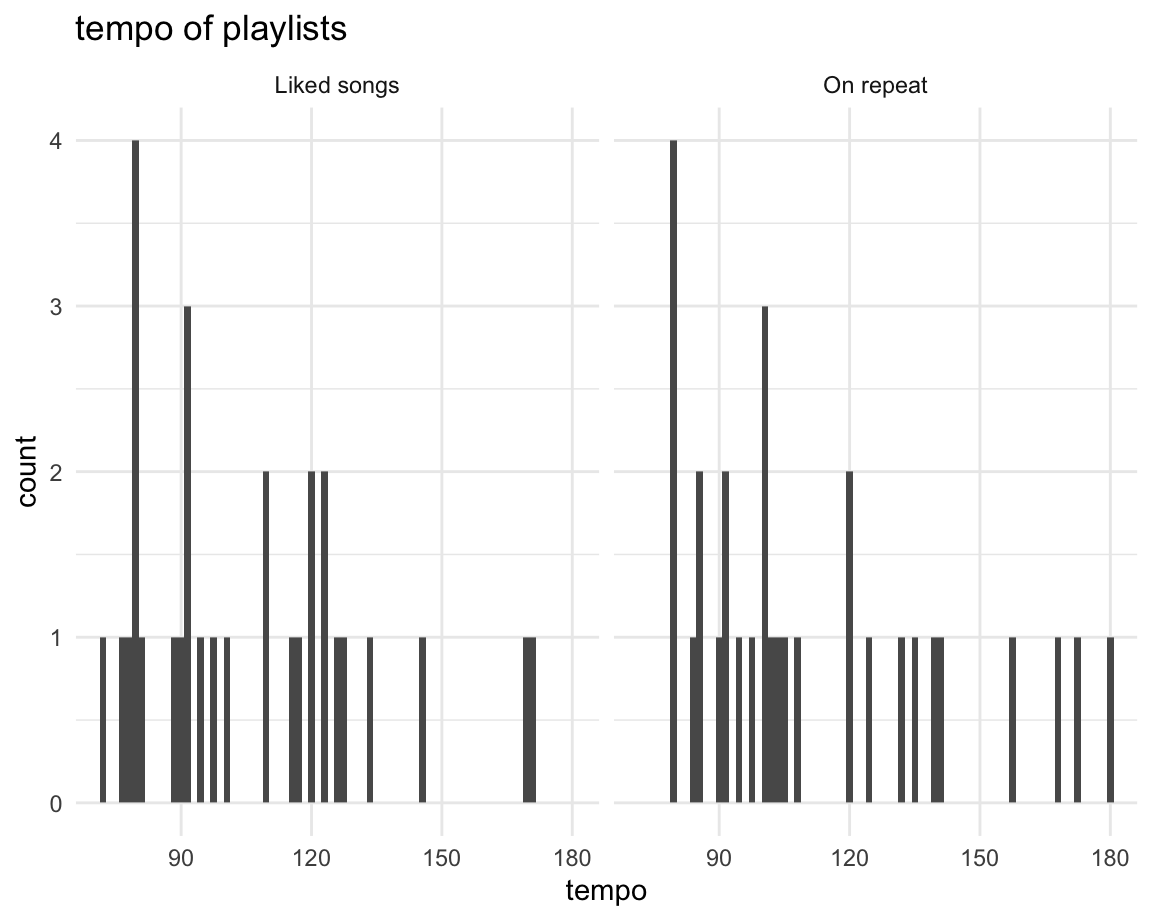 tempo of playlists
Liked songs
On repeat
4
3
2
1
0
count
90 120 150 180
90 120 150 180
tempo